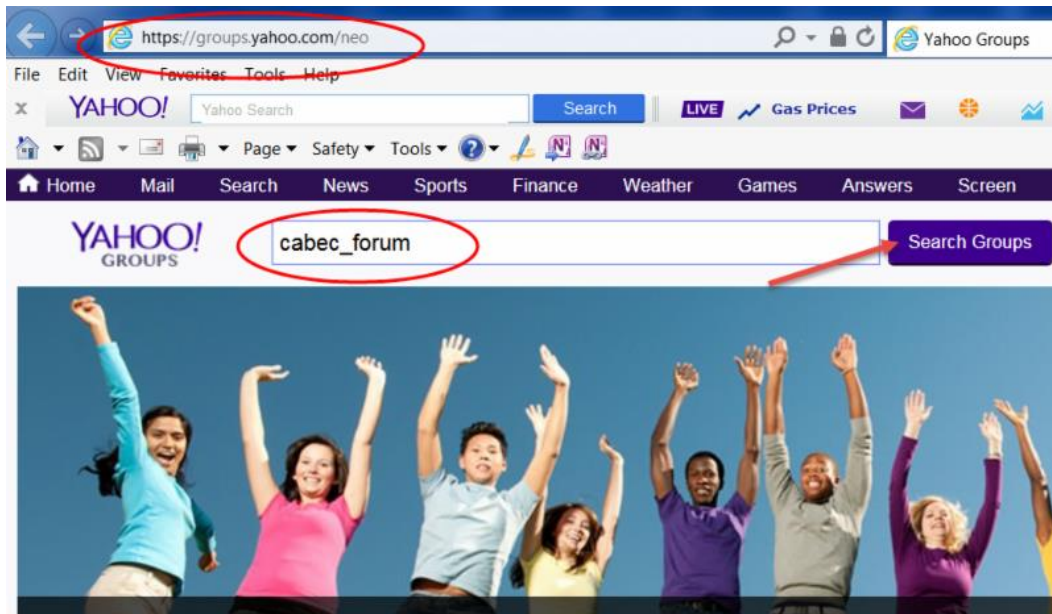 https://groups.yahoo.com/neo Yahoo Groups
File Edit View Favorites Tools Help
x YAHOO! Yahoo Search Search LIVE Gas Prices
Page Safety Tools
Home Mail Search News Sports Finance Weather Games Answers Screen
YAHOO! GROUPS cabec_forum Search Groups